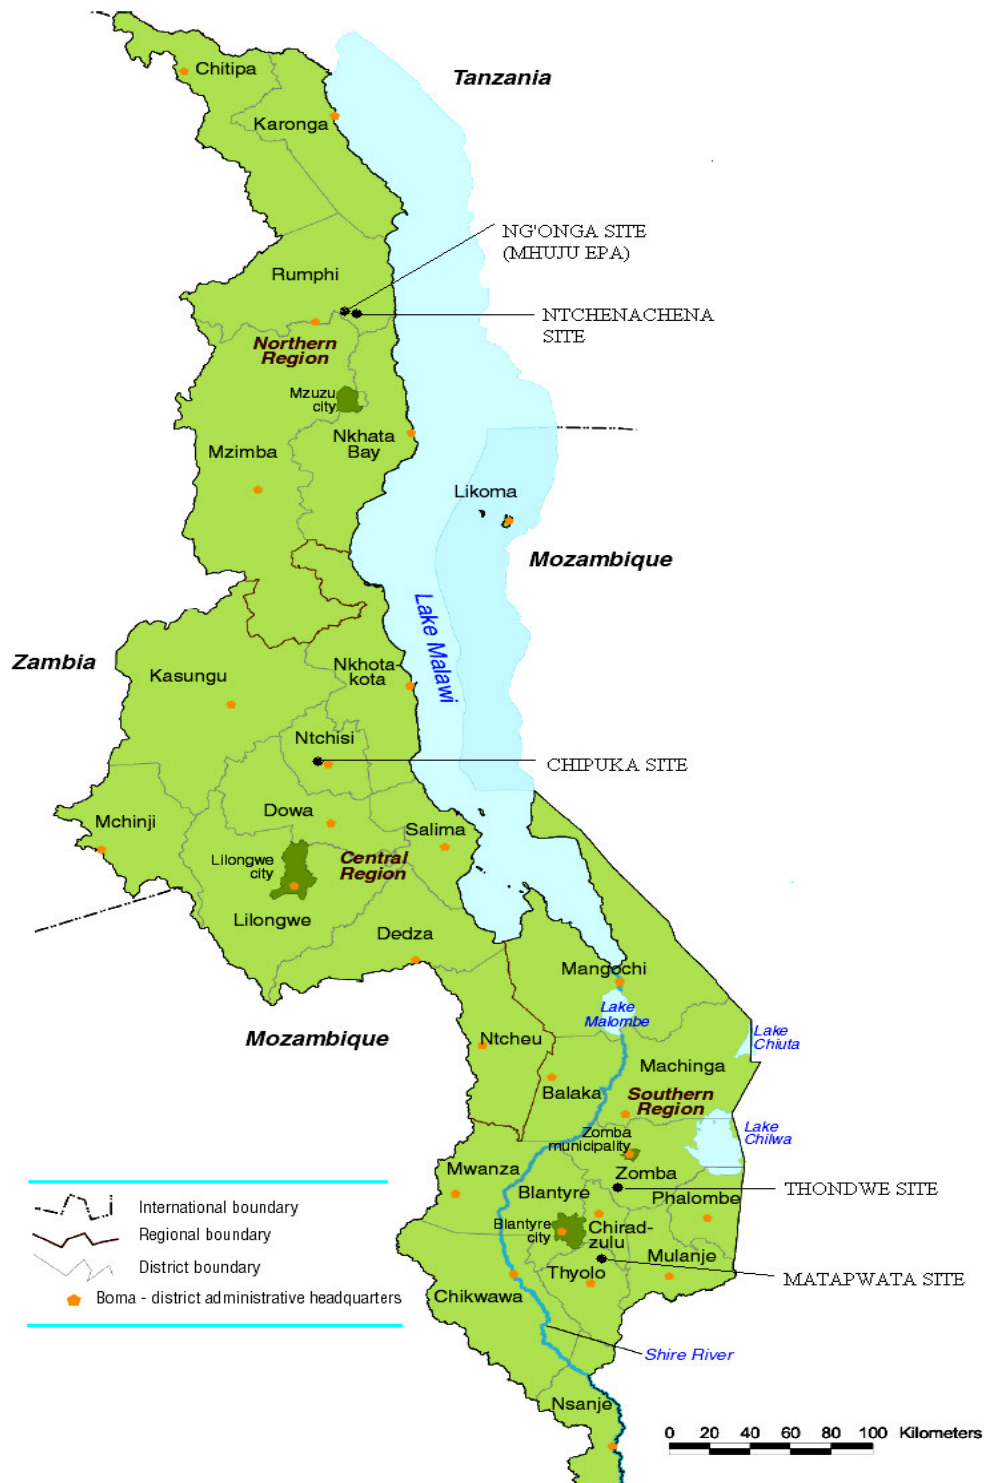 Chitipa
Tanzania
Karonga
NG'ONGA SITE
(MHUJU EPA)
Rumphi
NTCHENACHENA
SITE
Northern
Region
Mzuzu
city
Nkhata
Bay
Mzimba
Likoma
Mozambique
Lake Malawi
Zambia
Kasungu
Nkhota-
kota
Ntchisi
CHIPUKA SITE
Dowa
Mchinji
Salima
Lilongwe
city
Central
Region
Lilongwe
Dedza
Mangochi
Lake
Malombe
Mozambique
Ntcheu
Lake
Chiuta
Machinga
Balaka
Southern
Region
Lake
Chilwa
Zomba
municipality
Mwanza
Zomba
Blantyre
Phalombe
THONDWE SITE
Blantyre
city
Chirad-
zulu
Mulanje
Thyolo
MATAPWATA SITE
Chikwawa
Shire River
Nsanje
International boundary
Regional boundary
District boundary
Boma - district administrative headquarters
0 20 40 60 80 100 Kilometers